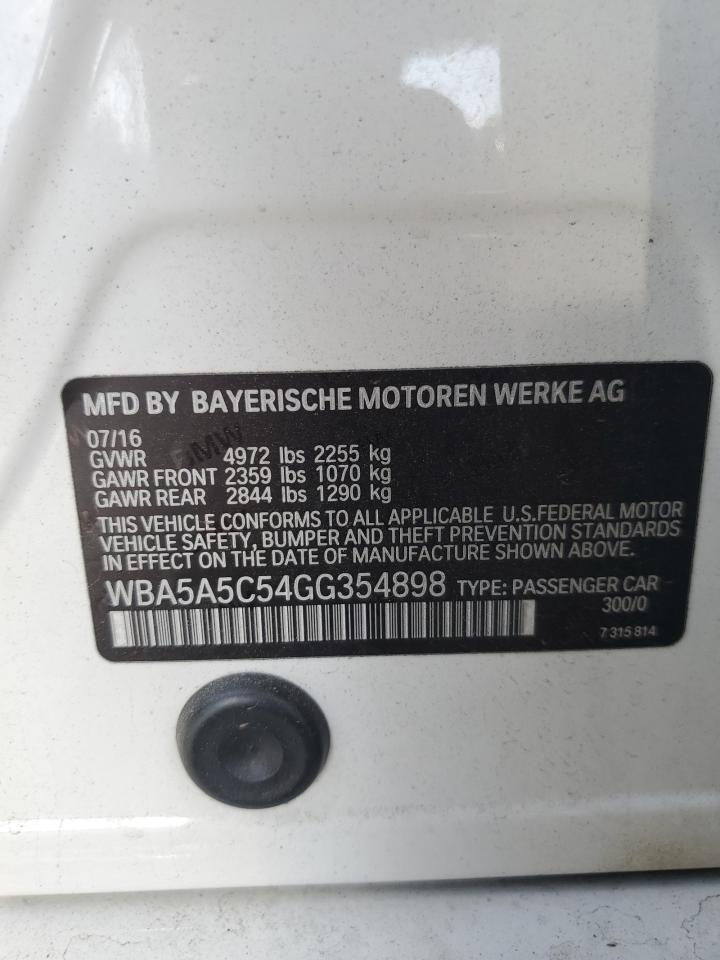 MFD BY BAYERISCHE MOTOREN WERKE AG
07/16
GVWR 4972 lbs 2255 kg
GAWR FRONT 2359 lbs 1070 kg
GAWR REAR 2844 lbs 1290 kg
THIS VEHICLE CONFORMS TO ALL APPLICABLE U.S.FEDERAL MOTOR
VEHICLE SAFETY, BUMPER AND THEFT PREVENTION STANDARDS
IN EFFECT ON THE DATE OF MANUFACTURE SHOWN ABOVE.
WBA5A5C54GG354898 TYPE: PASSENGER CAR
300/0
7 315 814
BMW